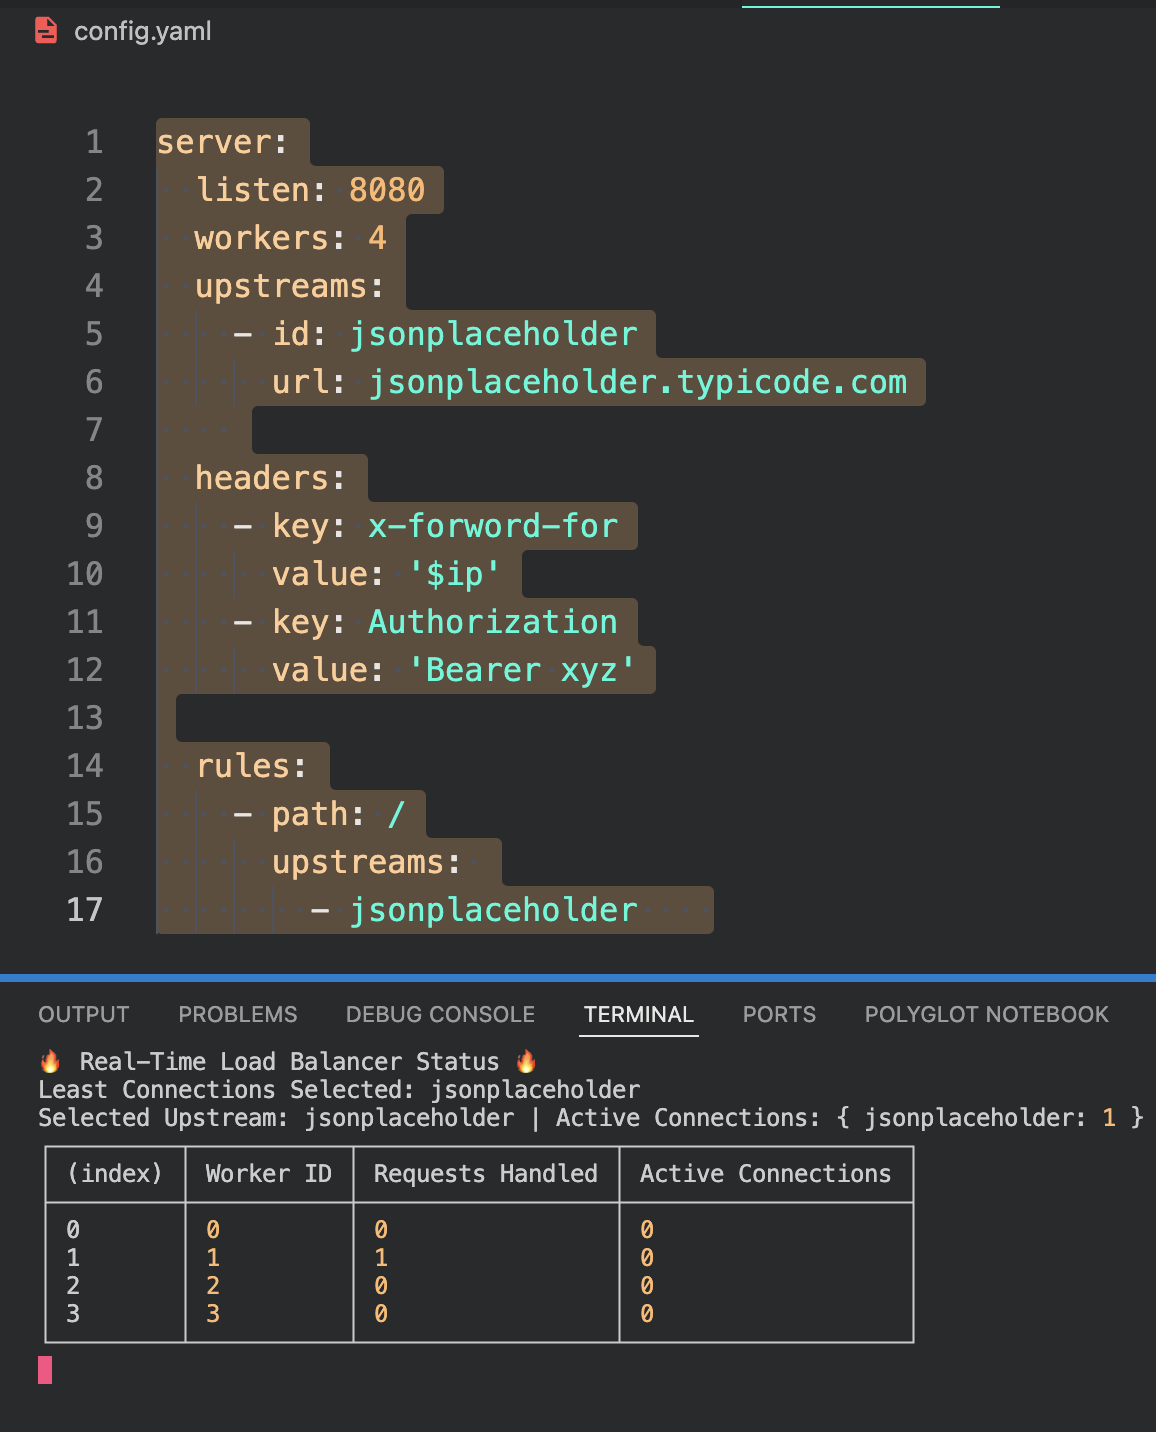 config.yaml
1 server:
2   listen: 8080
3   workers: 4
4   upstreams:
5     - id: jsonplaceholder
6       url: jsonplaceholder.typicode.com
7
8   headers:
9     - key: x-forword-for
10       value:  '$ip'
11     - key: Authorization
12       value:  'Bearer xyz'
13
14   rules:
15     - path: /
16       upstreams:
17         - jsonplaceholder
OUTPUT PROBLEMS DEBUG CONSOLE TERMINAL PORTS POLYGLOT NOTEBOOK
🔥 Real-Time Load Balancer Status 🔥
Least Connections Selected: jsonplaceholder
Selected Upstream: jsonplaceholder | Active Connections: { jsonplaceholder: 1 }
(index) Worker ID Requests Handled Active Connections
0 0 0 0
1 1 1 0
2 2 0 0
3 3 0 0